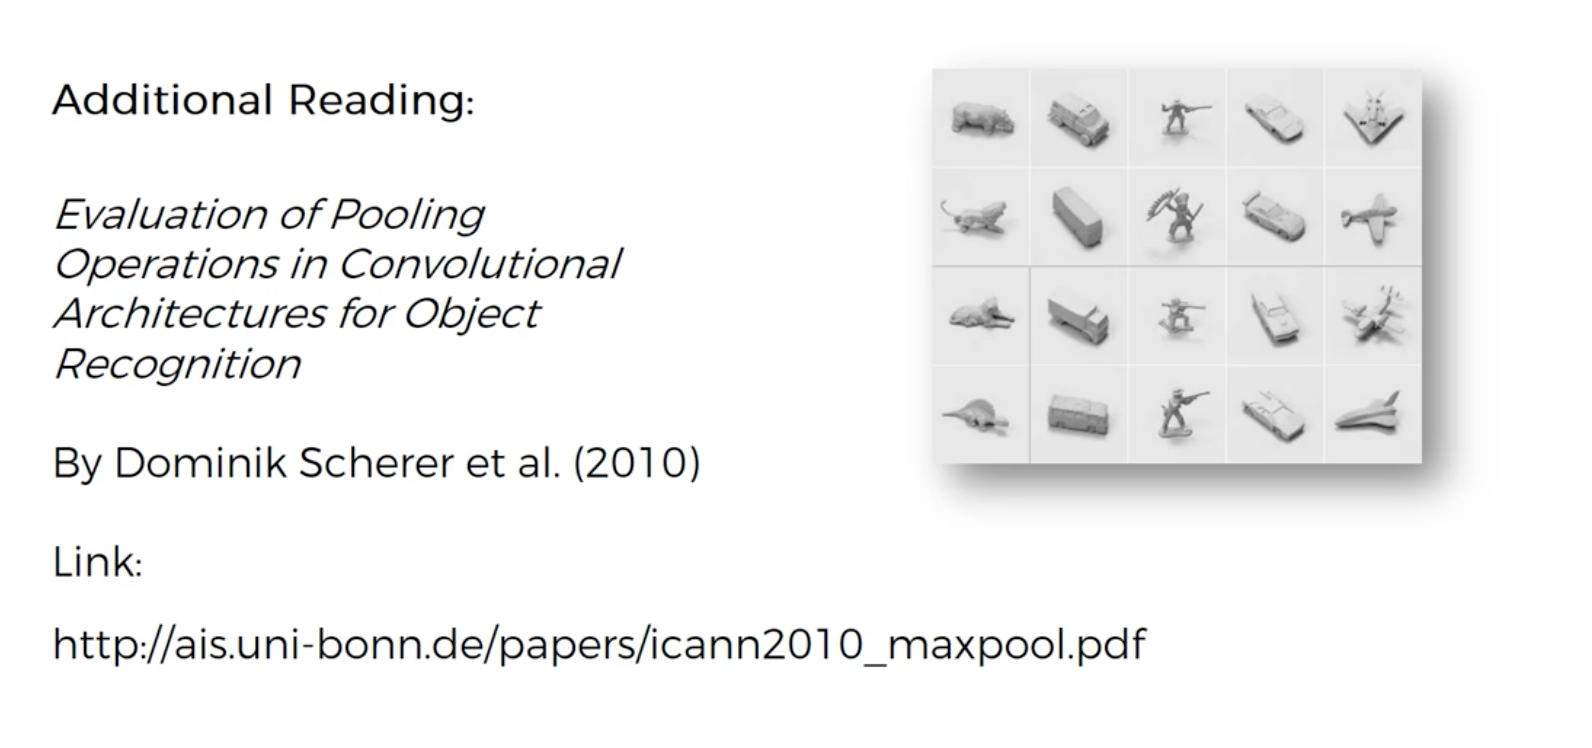 Additional Reading:
Evaluation of Pooling
Operations in Convolutional
Architectures for Object
Recognition
By Dominik Scherer et al. (2010)
Link:
http://ais.uni-bonn.de/papers/icann2010_maxpool.pdf